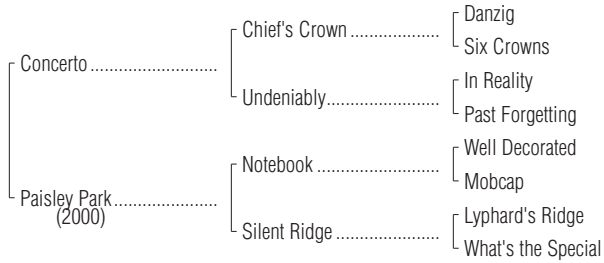 Danzig
Chief's Crown ....................
Six Crowns
Concerto .........................
In Reality
Undeniably.........................
Past Forgetting
Well Decorated
Notebook ..........................
Mobcap
Paisley Park.....................
(2000)
Lyphard's Ridge
Silent Ridge .......................
What's the Special